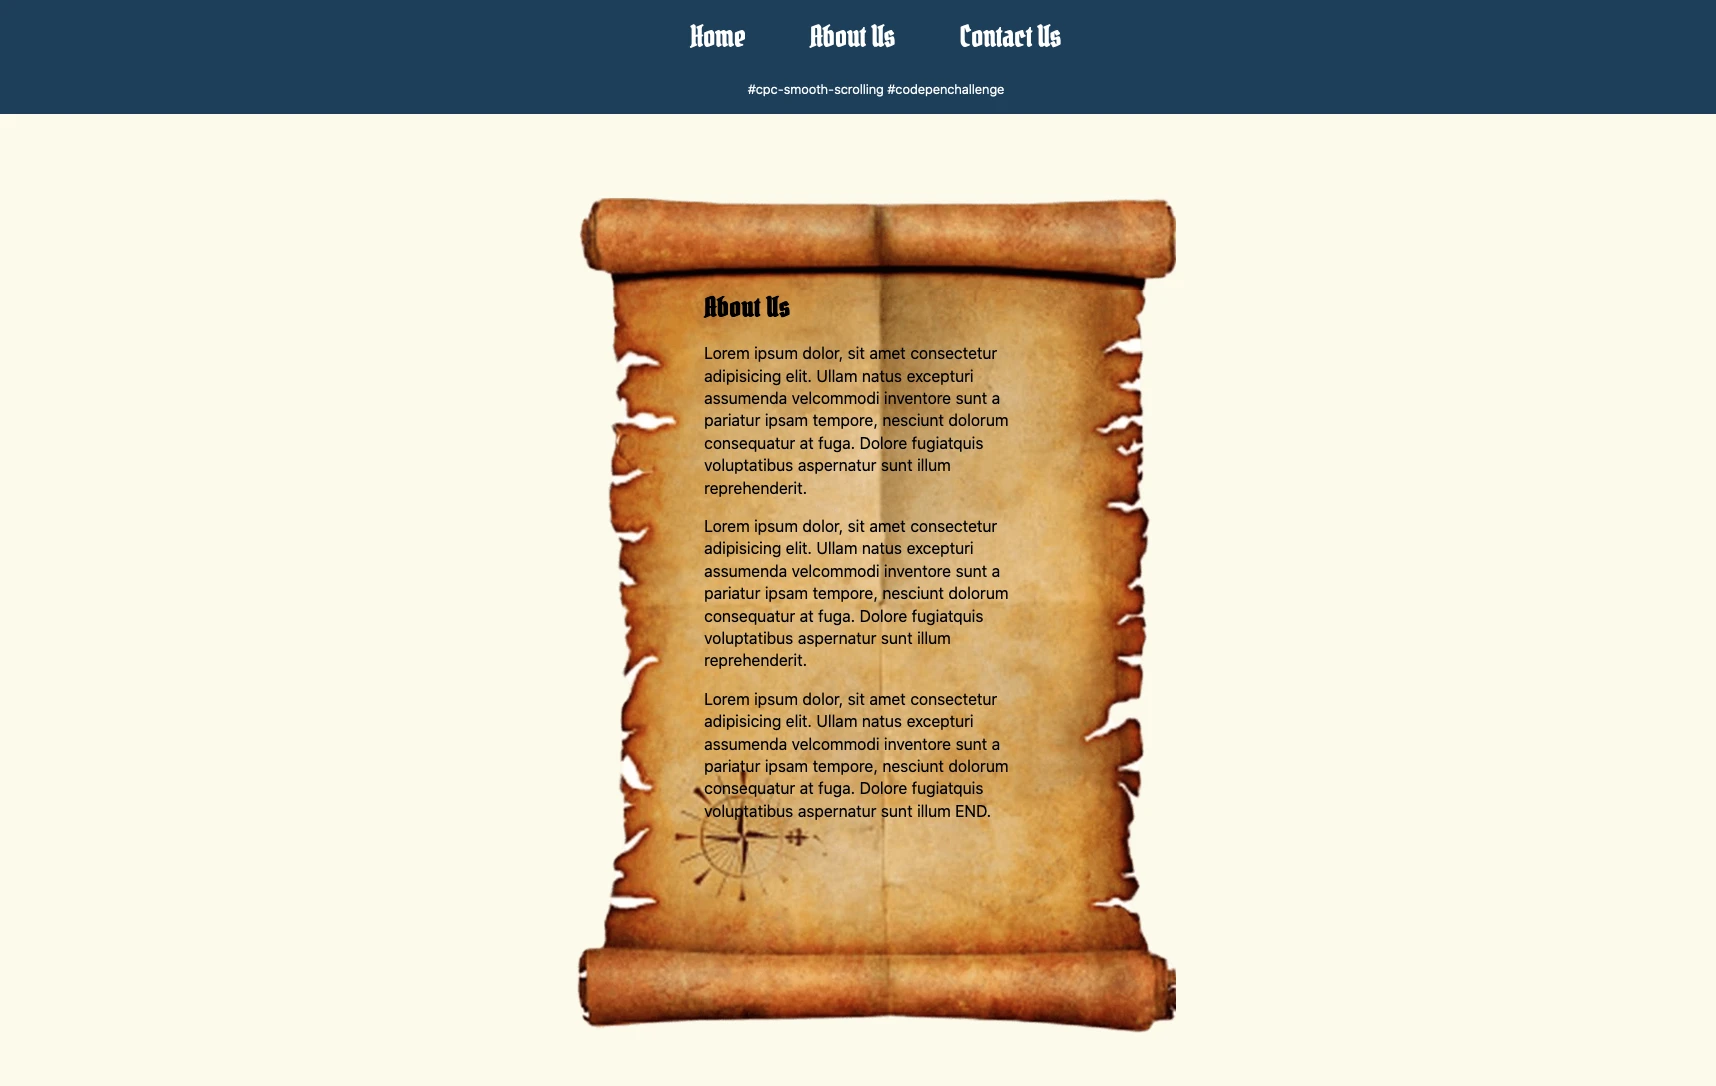 Home About Us Contact Us
#cpc-smooth-scrolling #codepenchallenge
About Us
Lorem ipsum dolor, sit amet consectetur
adipisicing elit. Ullam natus excepturi
assumenda velcommodi inventore sunt a
pariatur ipsam tempore, nesciunt dolorum
consequatur at fuga. Dolore fugiatquis
voluptatibus aspernatur sunt illum
reprehenderit.
Lorem ipsum dolor, sit amet consectetur
adipisicing elit. Ullam natus excepturi
assumenda velcommodi inventore sunt a
pariatur ipsam tempore, nesciunt dolorum
consequatur at fuga. Dolore fugiatquis
voluptatibus aspernatur sunt illum
reprehenderit.
Lorem ipsum dolor, sit amet consectetur
adipisicing elit. Ullam natus excepturi
assumenda velcommodi inventore sunt a
pariatur ipsam tempore, nesciunt dolorum
consequatur at fuga. Dolore fugiatquis
voluptatibus aspernatur sunt illum END.